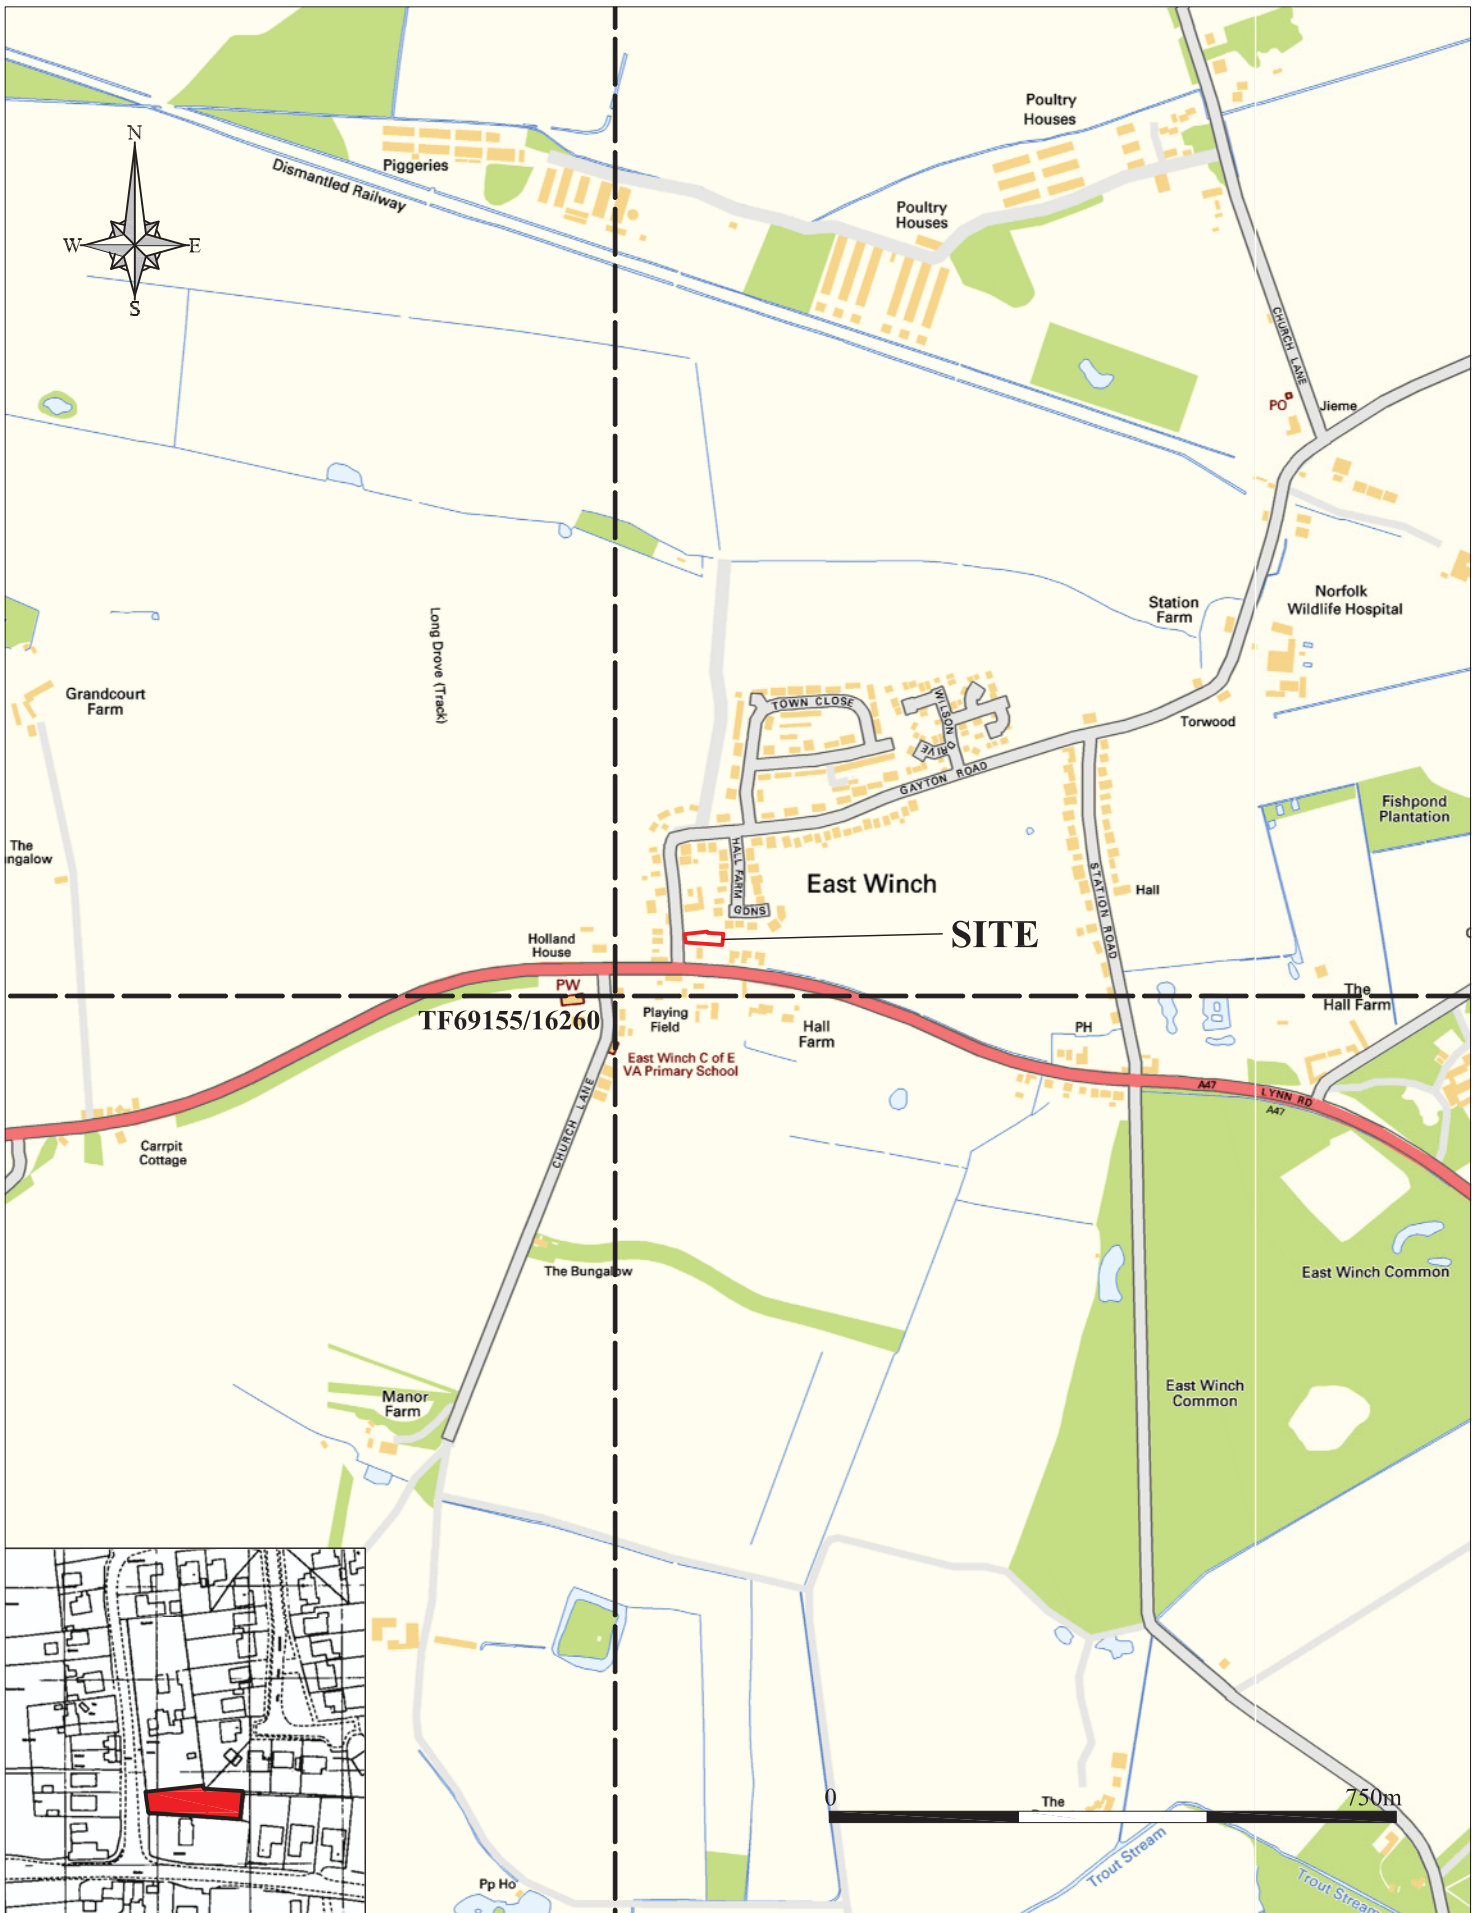 Poultry
Houses
N
Piggeries
Dismantled Railway
Poultry
Houses
W
E
S
CHURCH LANE
PO
Jieme
Norfolk
Wildlife Hospital
Station
Farm
Long Drove (Track)
Grandcourt
Farm
TOWN CLOSE
WILSON
DRIVE
Torwood
GAYTON ROAD
Fishpond
Plantation
The
ngalow
HALL FARM
GDNS
East Winch
STATION ROAD
Hall
SITE
Holland
House
PW
The
Hall Farm
TF69155/16260
Playing
Field
Hall
Farm
PH
East Winch C of E
VA Primary School
A47
LYNN RD
A47
CHURCH LANE
Carrpit
Cottage
The Bungalow
East Winch Common
Manor
Farm
East Winch
Common
0
750m
The
Trout Stream
Trout Stream
Pp Ho